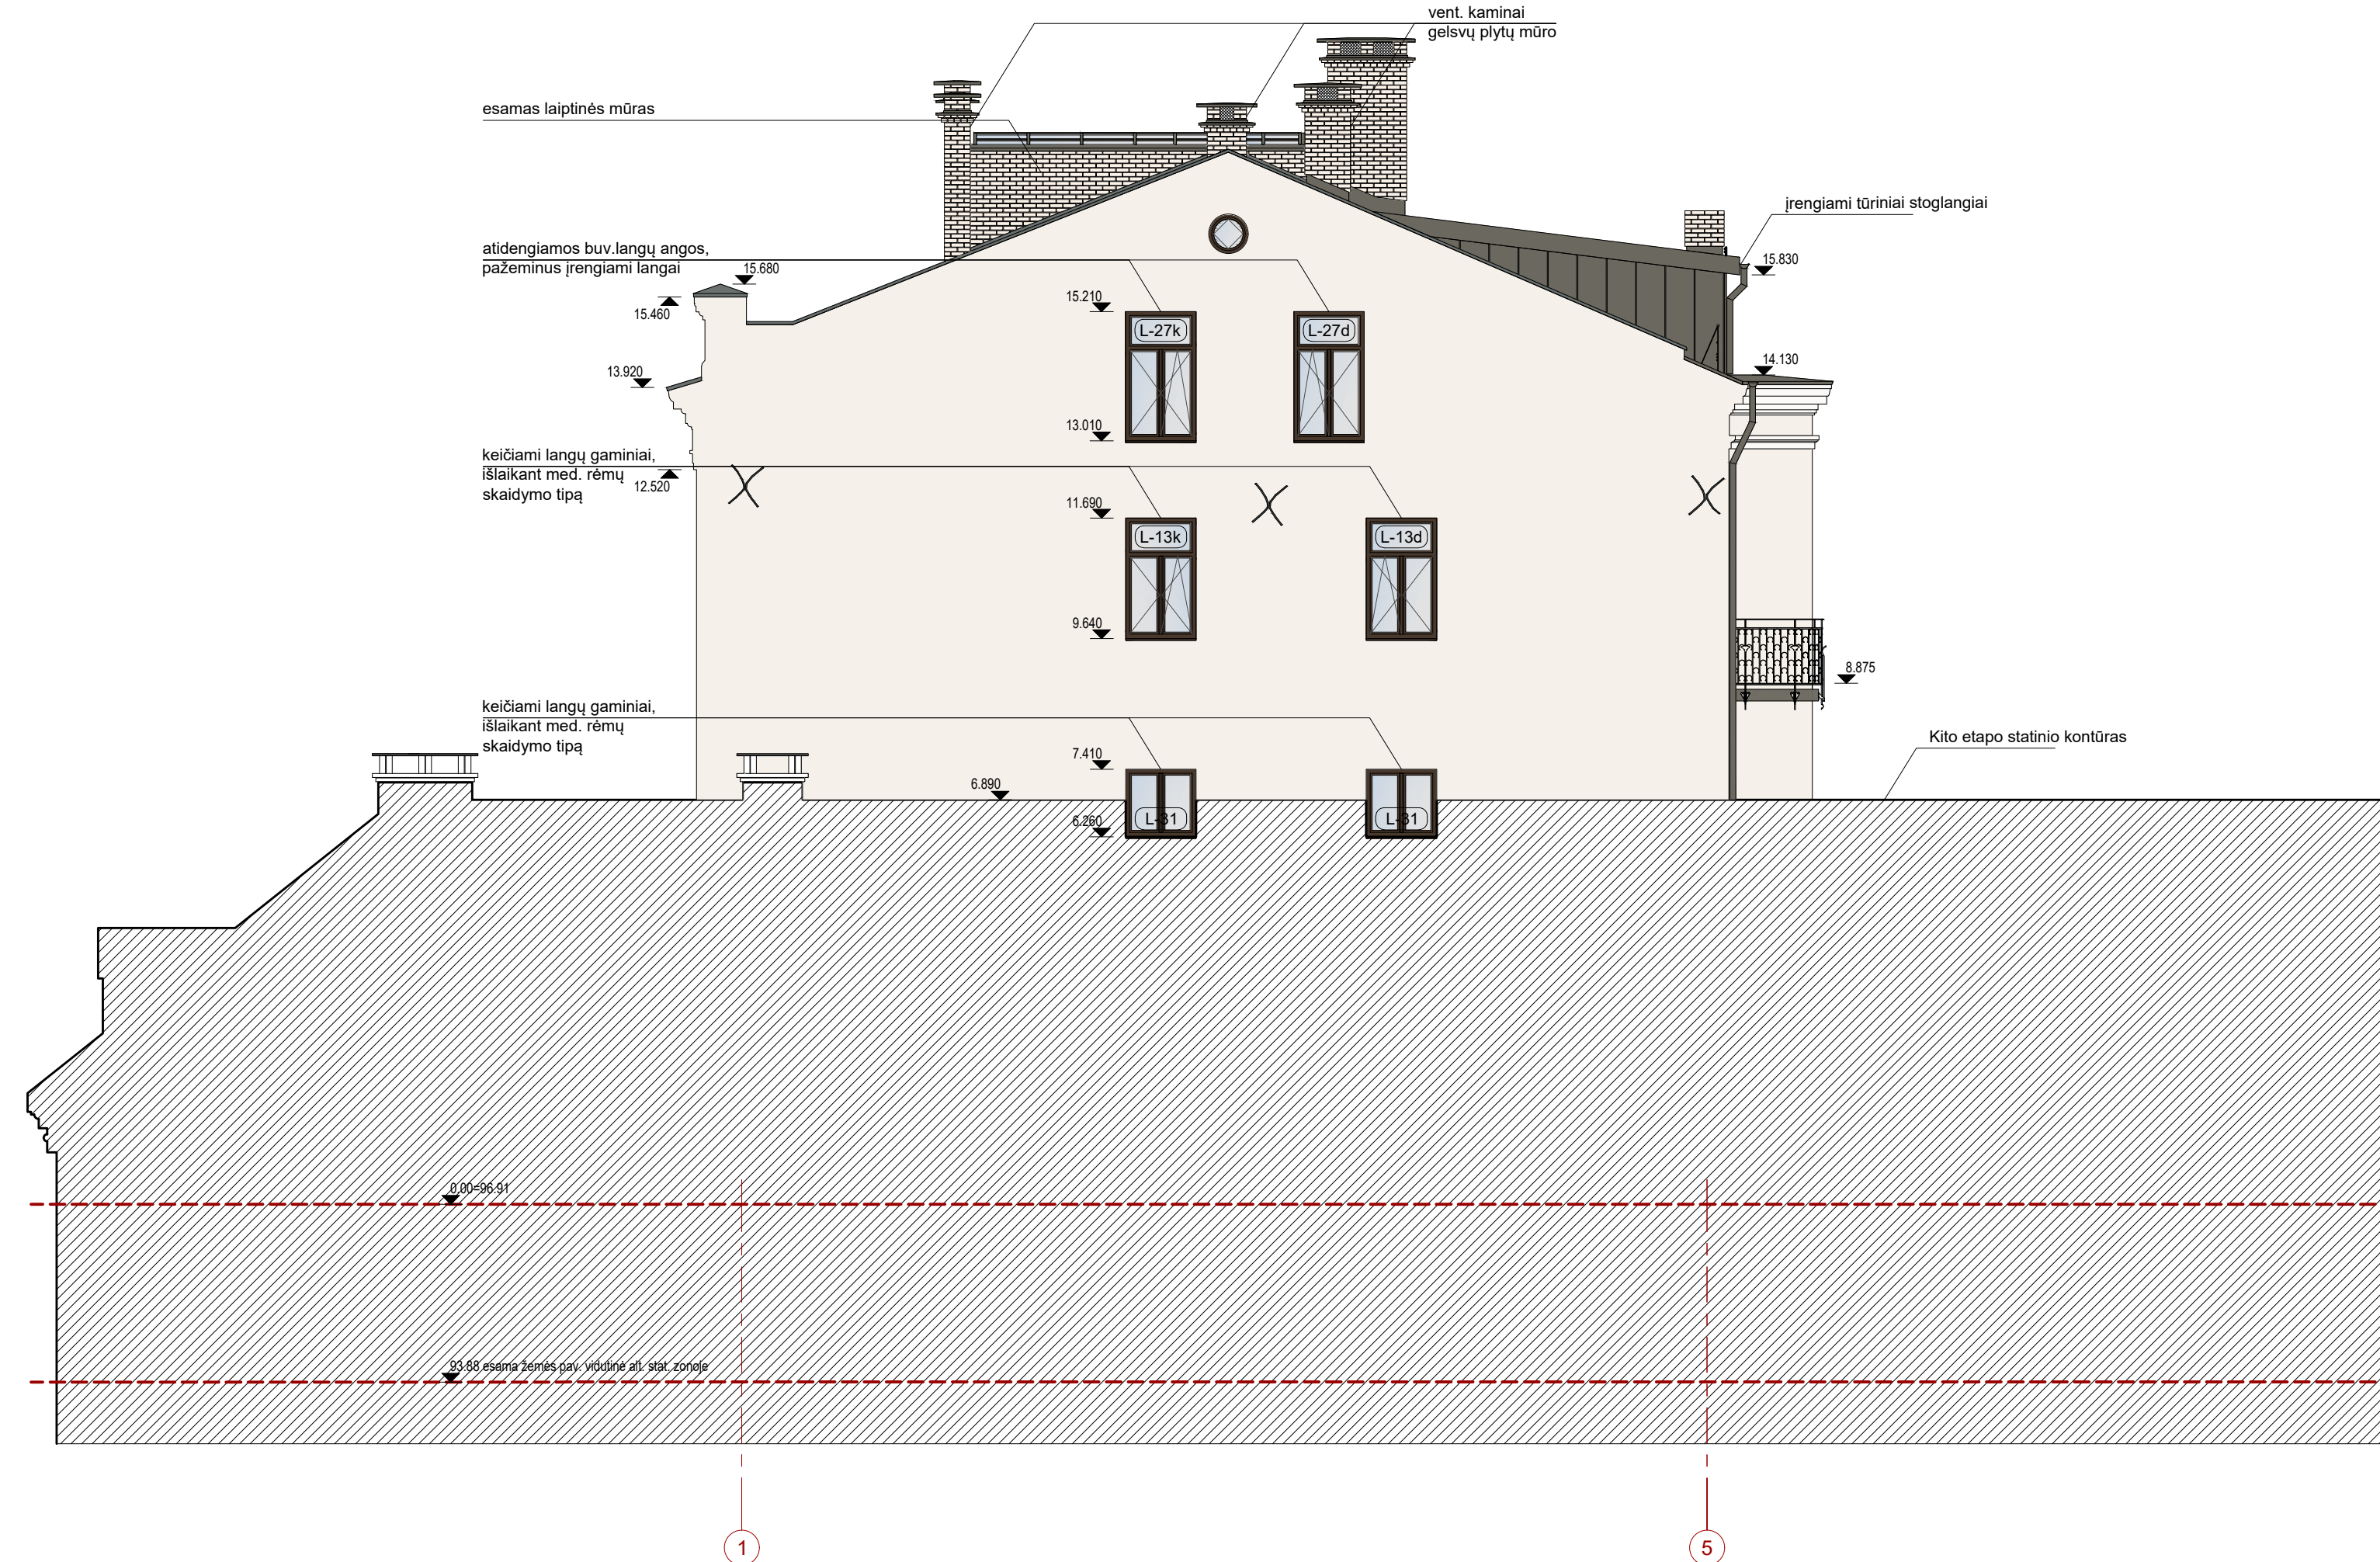 vent. kaminai
gelsvų plytų mūro
esamas laiptinės mūras
įrengiami tūriniai stoglangiai
atidengiamos buv.langų angos,
pažeminus įrengiami langai
15.680
15.830
15.460
15.210
L-27k
L-27d
13.920
14.130
13.010
keičiami langų gaminiai,
išlaikant med. rėmų
skaidymo tipą
12.520
11.690
L-13k
L-13d
9.640
8.875
keičiami langų gaminiai,
išlaikant med. rėmų
skaidymo tipą
Kito etapo statinio kontūras
7.410
6.890
6.260
L-31
L-31
0.00=96.91
93.88 esama žemės pav. vidutinė alt. stat. zonoje
1
5